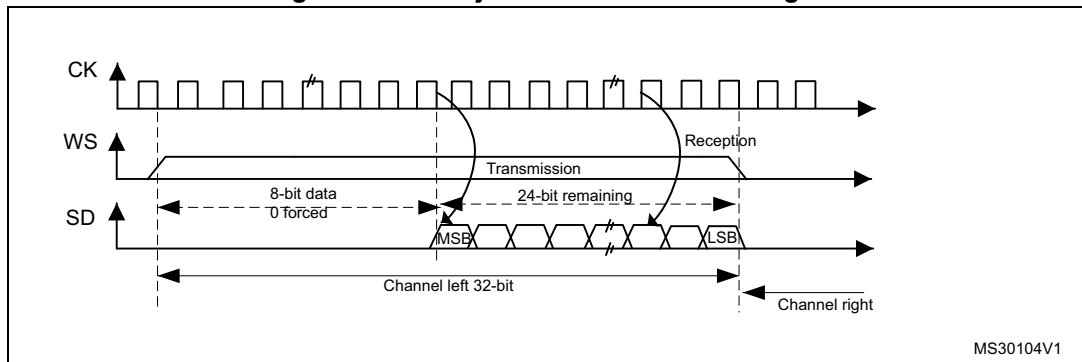 CK
WS
Reception
Transmission
8-bit data
0 forced
24-bit remaining
SD
MSB
LSB
Channel left 32-bit
Channel right
MS30104V1